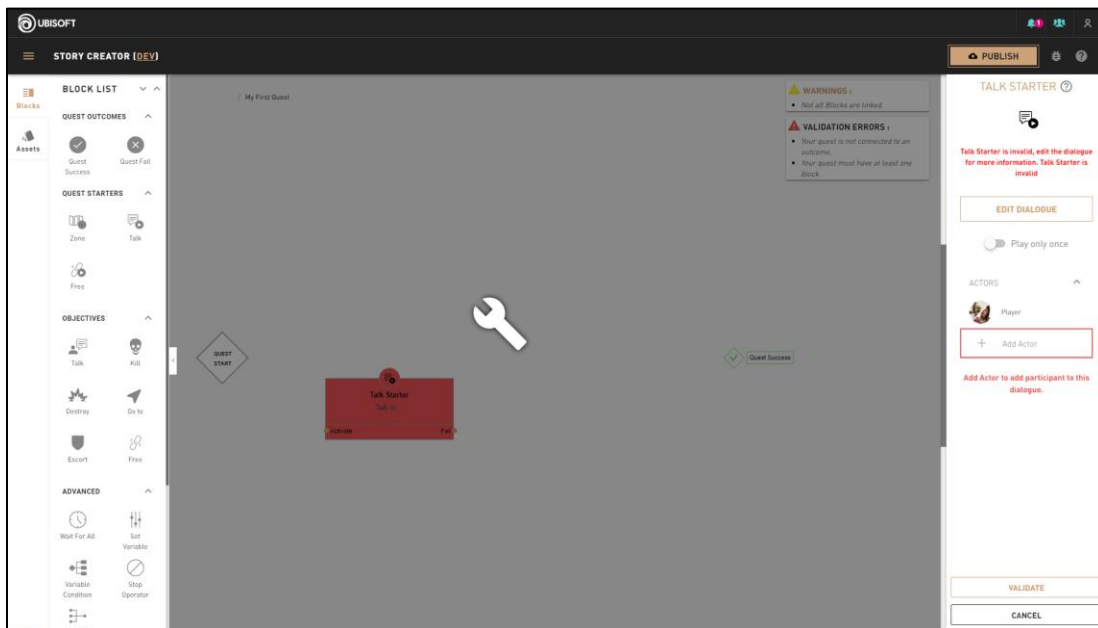 UBISOFT
1
STORY CREATOR (DEV)
PUBLISH
Blocks
Assets
BLOCK LIST
QUEST OUTCOMES
Quest
Success
Quest Fail
QUEST STARTERS
Zone
Talk
Free
OBJECTIVES
Talk
Kill
Destroy
Go to
Escort
Free
ADVANCED
Wait For All
Set
Variable
Variable
Condition
Stop
Operator
My First Quest
WARNINGS :
Not all Blocks are linked.
VALIDATION ERRORS :
Your quest is not connected to an
outcome.
Your quest must have at least one
block.
QUEST
START
Talk Starter
Talk to
Activate
Fail
Quest Success
TALK STARTER
Talk Starter is invalid, edit the dialogue
for more information. Talk Starter is
invalid
EDIT DIALOGUE
Play only once
ACTORS
Player
+ Add Actor
Add Actor to add participant to this
dialogue.
VALIDATE
CANCEL